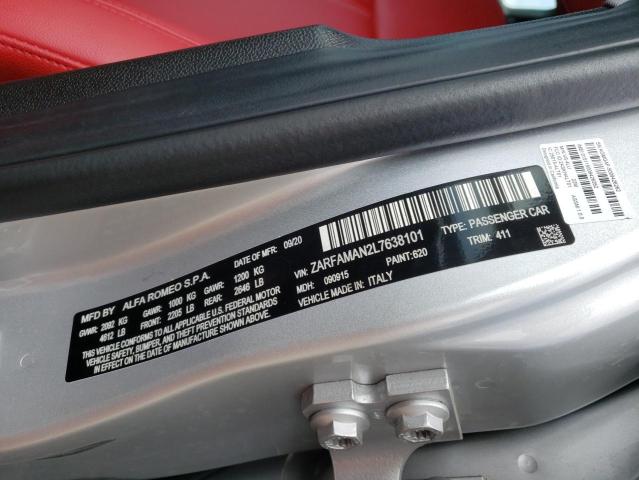 MFD BY ALFA ROMEO S.P.A. DATE OF MFR: 09/20
GVWR: 2092 KG GAWR: 1000 KG GAWR: 1200 KG
4612 LB FRONT: 2205 LB REAR: 2646 LB
THIS VEHICLE CONFORMS TO ALL APPLICABLE U.S. FEDERAL MOTOR
VEHICLE SAFETY, BUMPER, AND THEFT PREVENTION STANDARDS IN
EFFECT ON THE DATE OF MANUFACTURE SHOWN ABOVE.
VIN: ZARFAMAN2L7638101 TYPE: PASSENGER CAR
MDH: 090915 PAINT: 620 TRIM: 411
VEHICLE MADE IN: ITALY